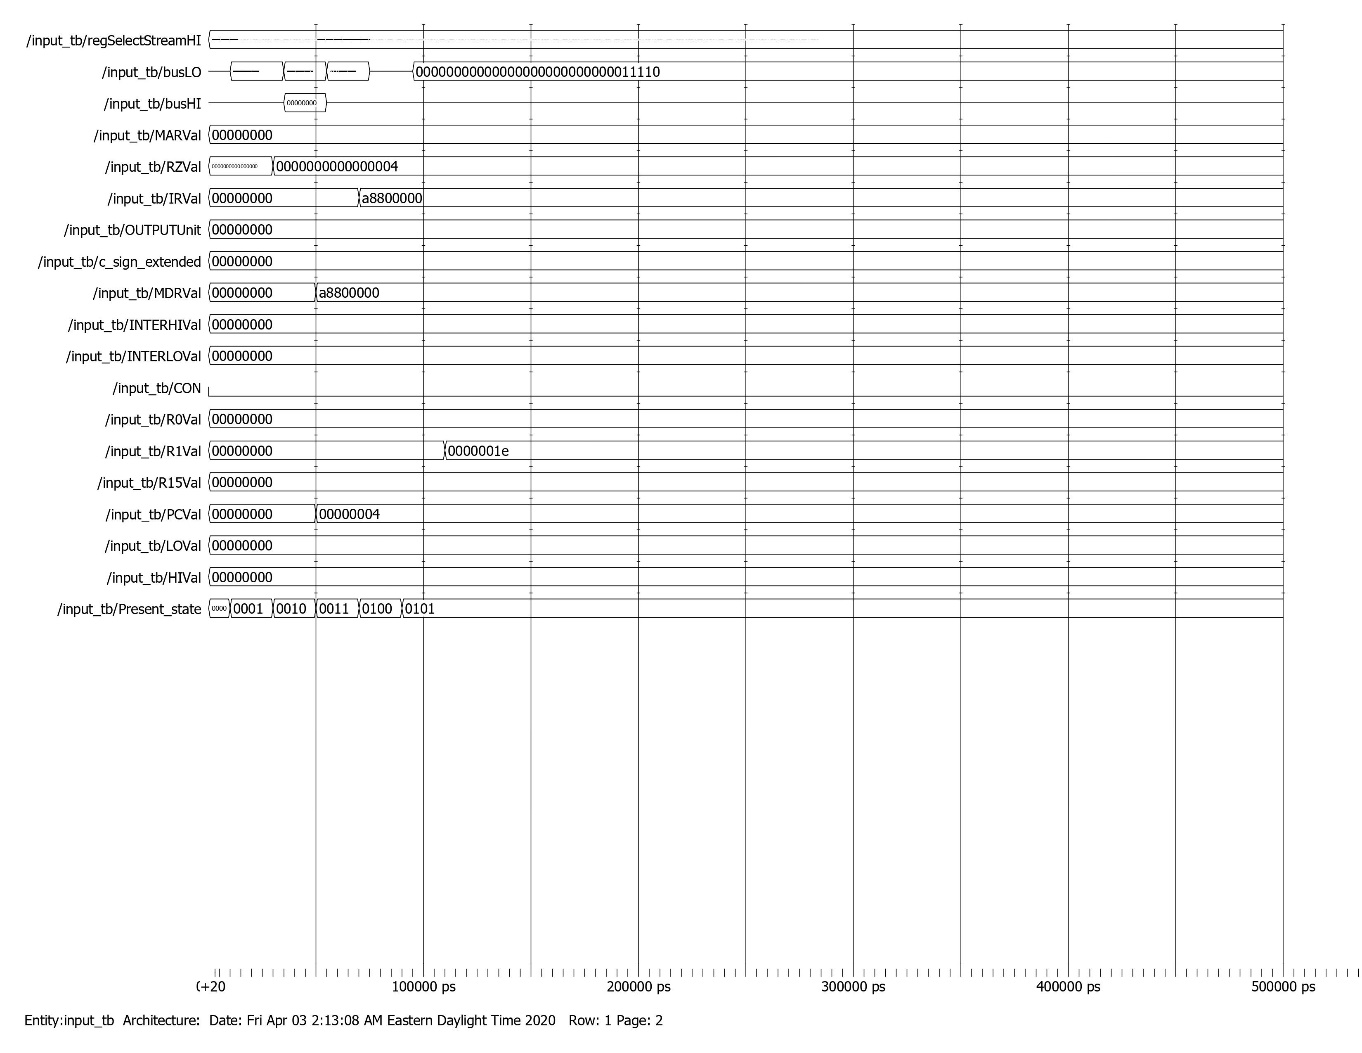 /input_tb/regSelectStreamHI
/input_tb/busLO 00000000000000000000000000011110
/input_tb/busHI 00000000
/input_tb/MARVal 00000000
/input_tb/RZVal 0000000000000000 0000000000000004
/input_tb/IRVal 00000000 a8800000
/input_tb/OUTPUTUnit 00000000
/input_tb/c_sign_extended 00000000
/input_tb/MDRVal 00000000 a8800000
/input_tb/INTERHIVal 00000000
/input_tb/INTERLOVal 00000000
/input_tb/CON
/input_tb/R0Val 00000000
/input_tb/R1Val 00000000 0000001e
/input_tb/R15Val 00000000
/input_tb/PCVal 00000000 00000004
/input_tb/LOVal 00000000
/input_tb/HIVal 00000000
/input_tb/Present_state 0000 0001 0010 0011 0100 0101
(+20 100000 ps 200000 ps 300000 ps 400000 ps 500000 ps
Entity:input_tb Architecture: Date: Fri Apr 03 2:13:08 AM Eastern Daylight Time 2020 Row: 1 Page: 2